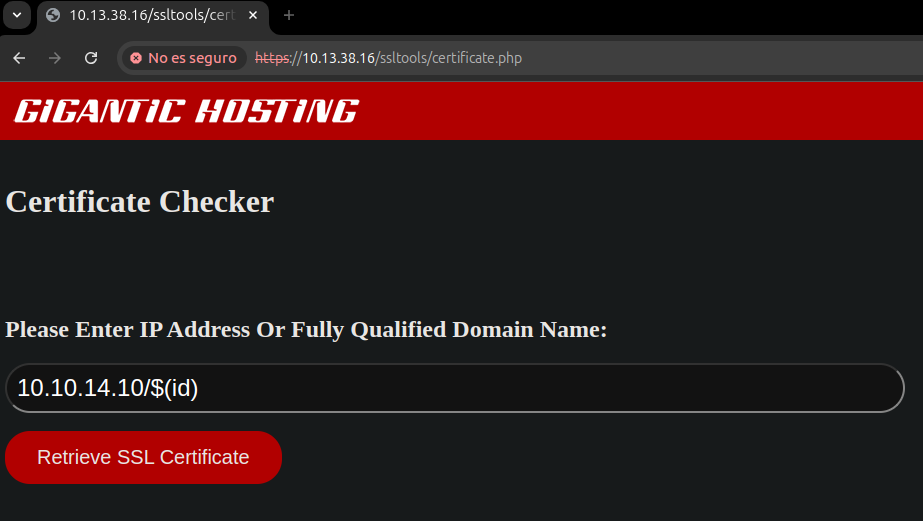 10.13.38.16/ssltools/cert
No es seguro https://10.13.38.16/ssltools/certificate.php
GIGANTIC HOSTING
Certificate Checker
Please Enter IP Address Or Fully Qualified Domain Name:
10.10.14.10/$(id)
Retrieve SSL Certificate